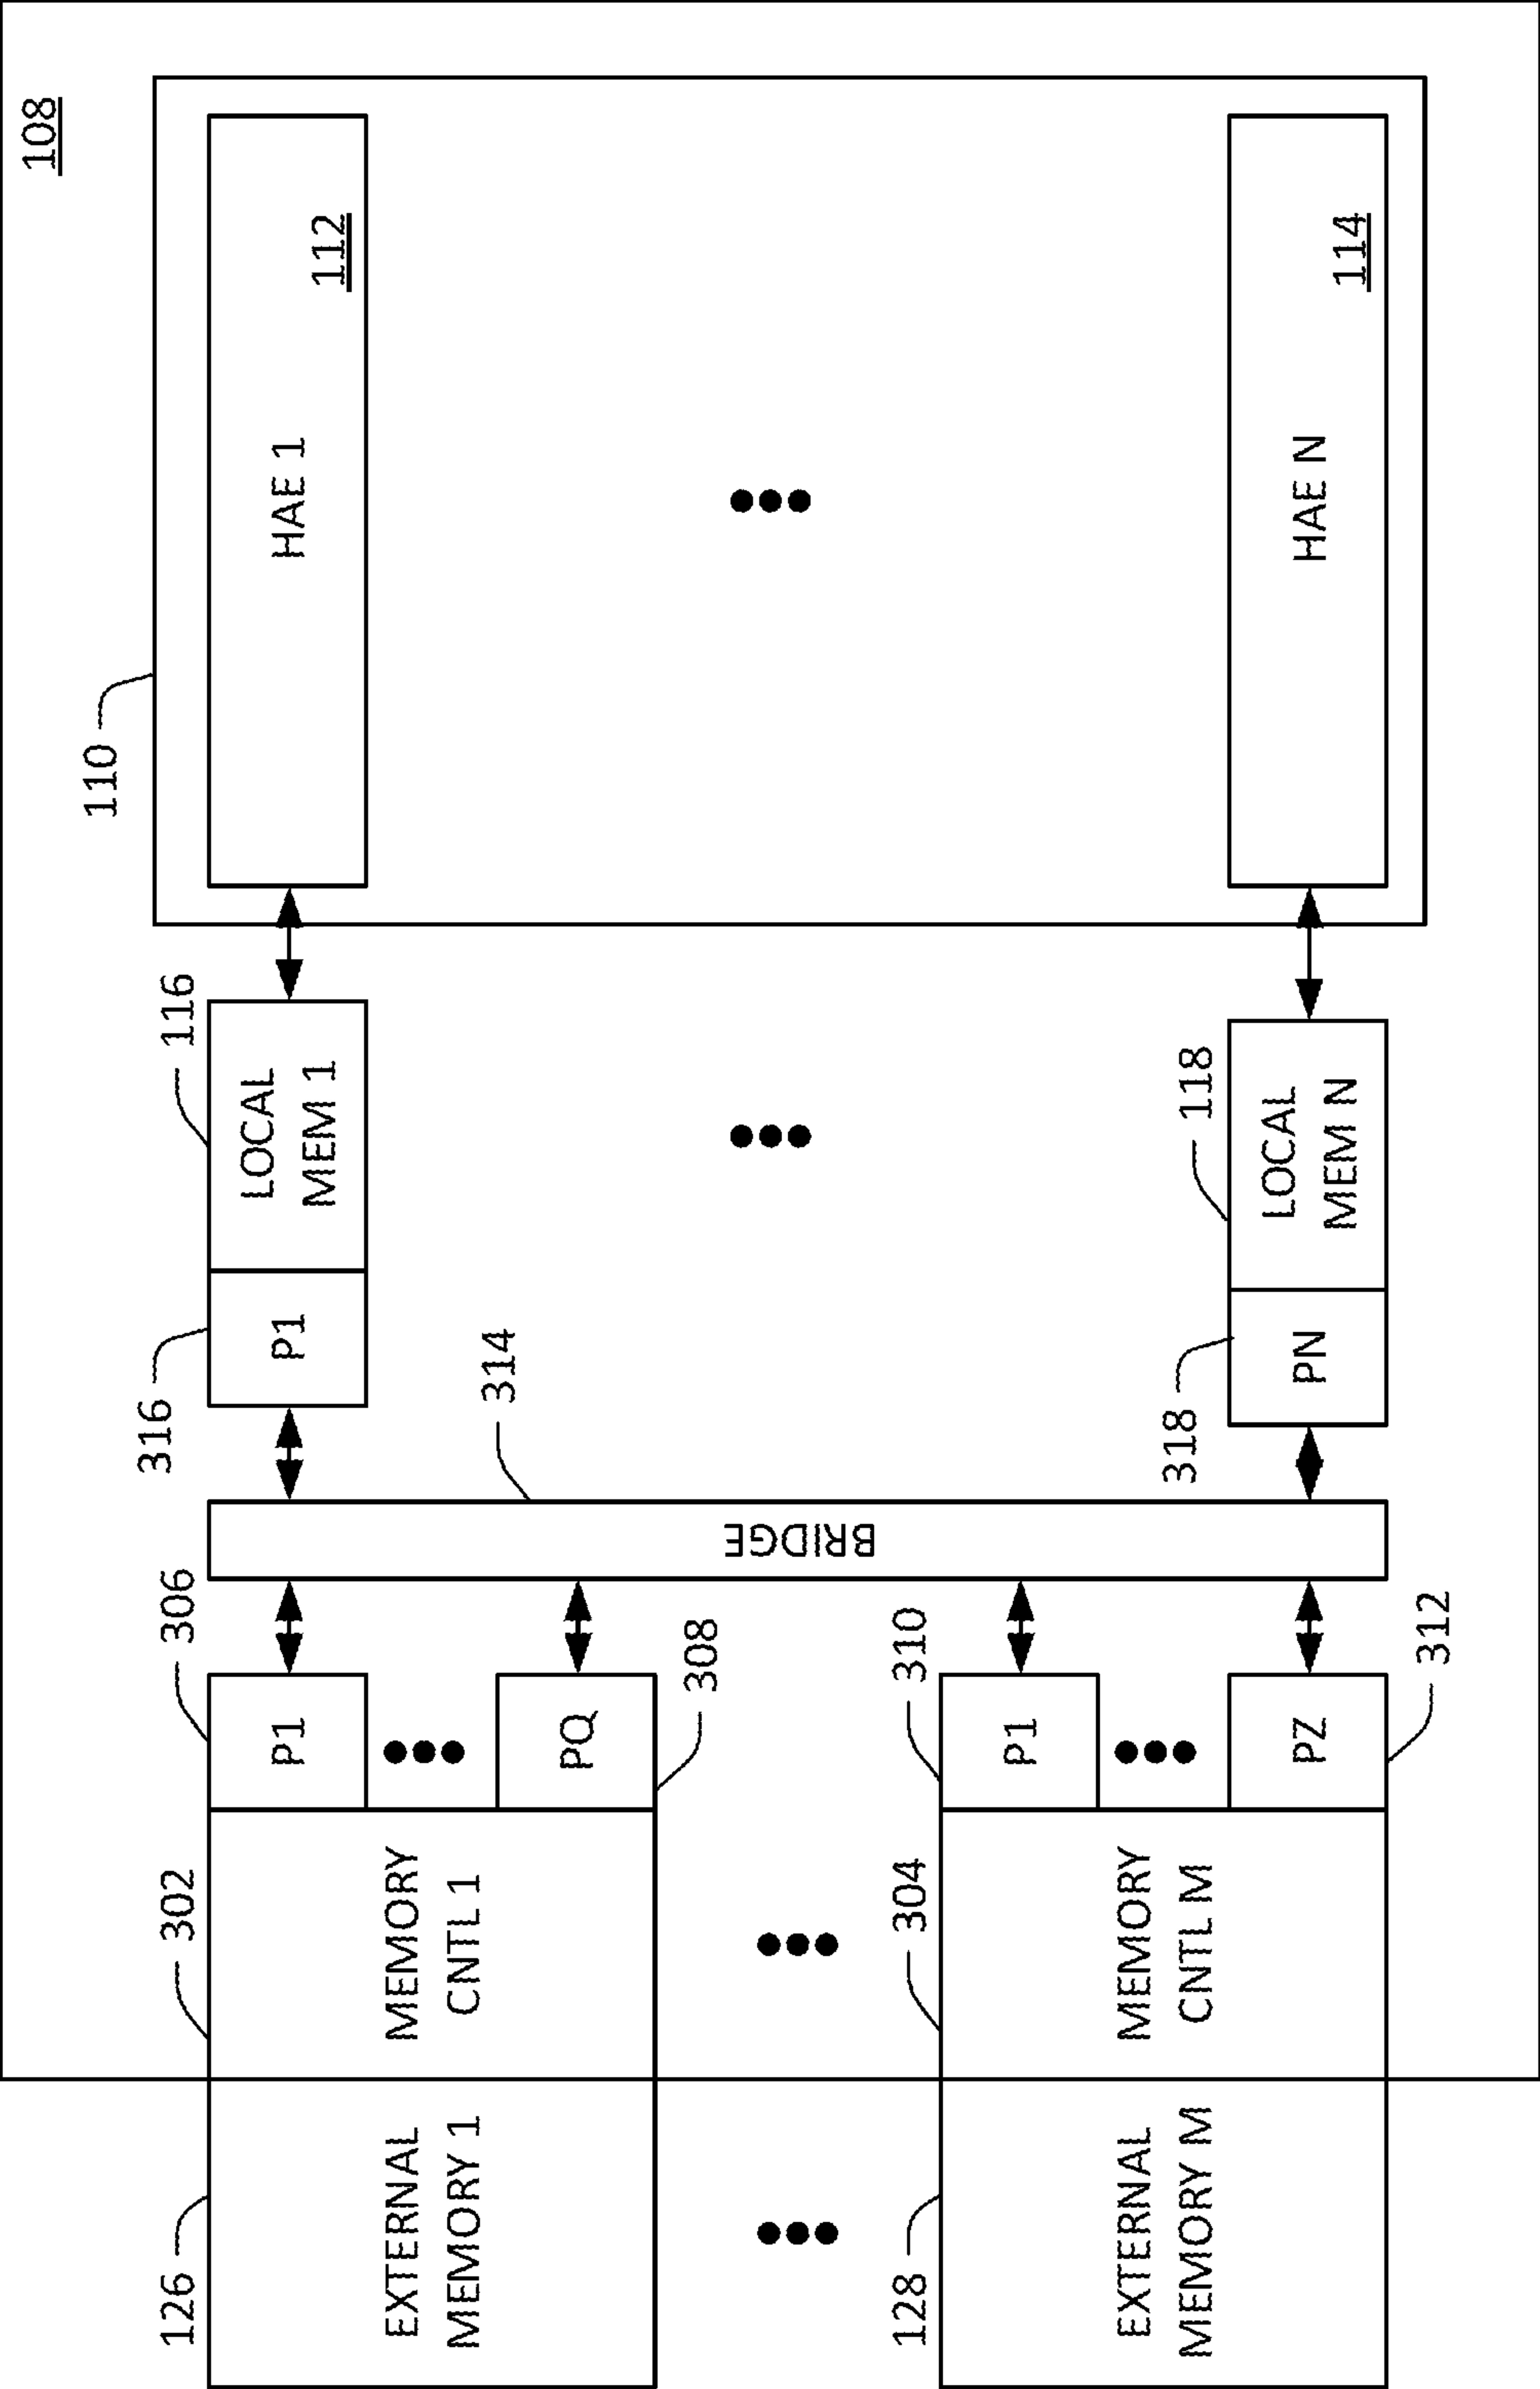 108
110
HAE 1
112
HAE N
114
116
LOCAL
MEM 1
316
P1
118
LOCAL
MEM N
318
PN
314
BRIDGE
306
P1
308
PQ
310
P1
312
PZ
302
MEMORY
CNTL 1
304
MEMORY
CNTL M
126
EXTERNAL
MEMORY 1
128
EXTERNAL
MEMORY M